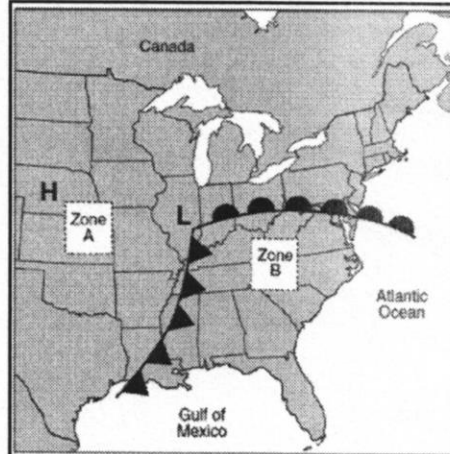 Canada
H
Zone
A
L
Zone
B
Atlantic
Ocean
Gulf of
Mexico